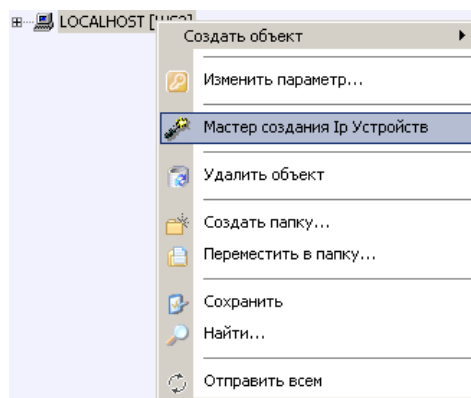 LOCALHOST
Создать объект
Изменить параметр...
Мастер создания Ip Устройств
Удалить объект
Создать папку...
Переместить в папку...
Сохранить
Найти...
Отправить всем